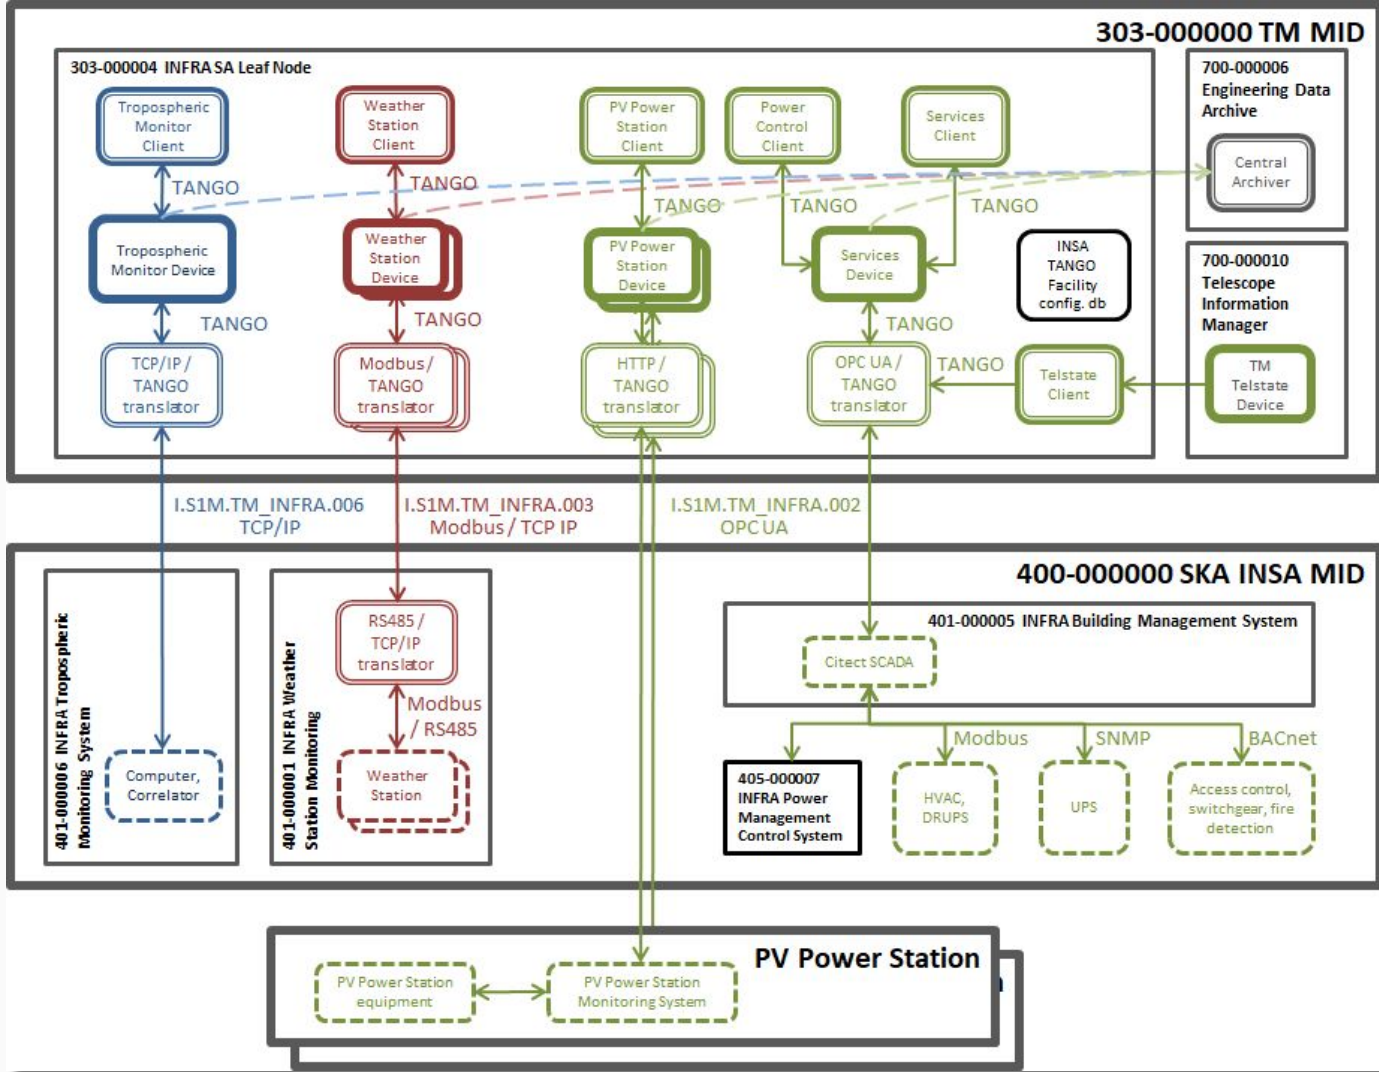 303-000000 TM MID
303-000004 INFRA SA Leaf Node
700-000006
Engineering Data
Archive
Tropospheric
Monitor
Client
Weather
Station
Client
PV Power
Station
Client
Power
Control
Client
Services
Client
Central
Archiver
TANGO
TANGO
TANGO
TANGO
TANGO
Tropospheric
Monitor Device
Weather
Station
Device
PV Power
Station
Device
Services
Device
INSA
TANGO
Facility
config. db
700-000010
Telescope
Information
Manager
TANGO
TANGO
TANGO
TCP/IP /
TANGO
translator
Modbus /
TANGO
translator
HTTP /
TANGO
translator
OPC UA /
TANGO
translator
TANGO
Telstate
Client
TM
Telstate
Device
I.S1M.TM_INFRA.006
TCP/IP
I.S1M.TM_INFRA.003
Modbus / TCP IP
I.S1M.TM_INFRA.002
OPC UA
400-000000 SKA INSA MID
401-0000006 INFRA Tropospheric
Monitoring System
401-0000001 INFRA Weather
Station Monitoring
RS485 /
TCP/IP
translator
401-000005 INFRA Building Management System
Citect SCADA
Modbus
/ RS485
Modbus
SNMP
BACnet
Computer,
Correlator
Weather
Station
405-000007
INFRA Power
Management
Control System
HVAC,
DRUPS
UPS
Access control,
switchgear, fire
detection
PV Power Station
PV Power Station
equipment
PV Power Station
Monitoring System